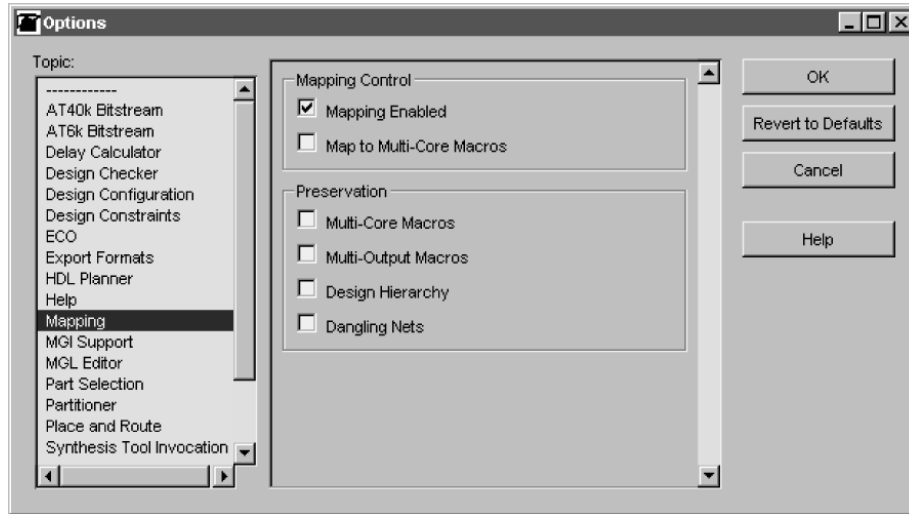 Options
Topic:
------------
AT40k Bitstream
AT6k Bitstream
Delay Calculator
Design Checker
Design Configuration
Design Constraints
ECO
Export Formats
HDL Planner
Help
Mapping
MGI Support
MGL Editor
Part Selection
Partitioner
Place and Route
Synthesis Tool Invocation
Mapping Control
Mapping Enabled
Map to Multi-Core Macros
Preservation
Multi-Core Macros
Multi-Output Macros
Design Hierarchy
Dangling Nets
OK
Revert to Defaults
Cancel
Help